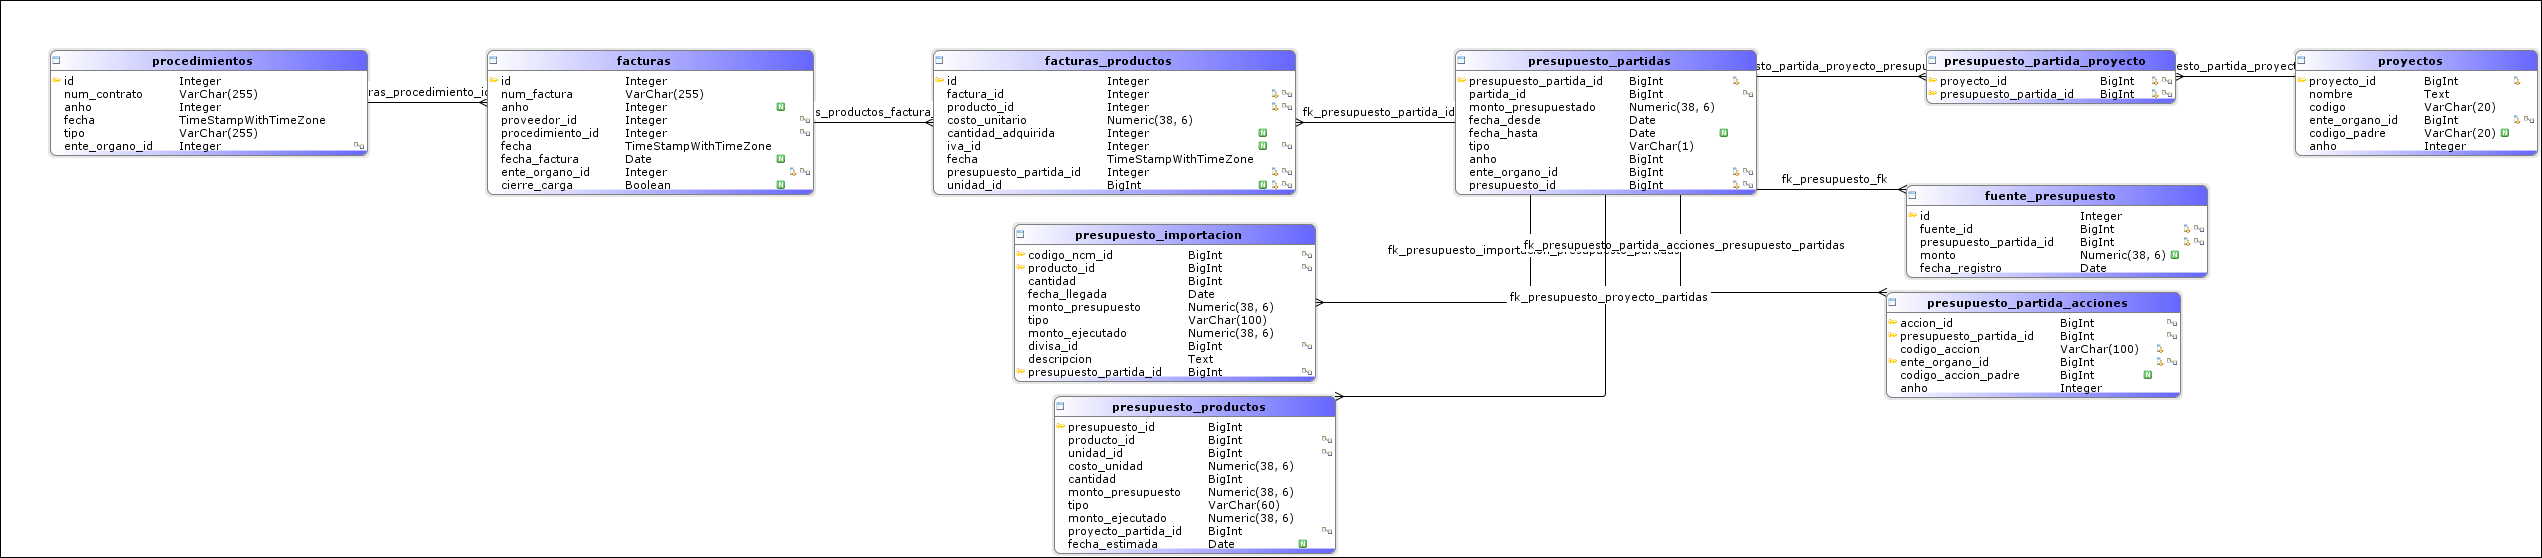 procedimientos
id Integer
num_contrato VarChar(255)
anho Integer
fecha TimeStampWithTimeZone
tipo VarChar(255)
ente_organo_id Integer
ras_procedimiento_id
facturas
id Integer
num_factura VarChar(255)
anho Integer N
proveedor_id Integer
procedimiento_id Integer
fecha TimeStampWithTimeZone
fecha_factura Date N
ente_organo_id Integer
cierre_carga Boolean N
s_productos_factura_
facturas_productos
id Integer
factura_id Integer
producto_id Integer
costo_unitario Numeric(38, 6)
cantidad_adquirida Integer N
iva_id Integer N
fecha TimeStampWithTimeZone
presupuesto_partida_id Integer
unidad_id BigInt N
fk_presupuesto_partida_id
presupuesto_partidas
presupuesto_partida_id BigInt
partida_id BigInt
monto_presupuestado Numeric(38, 6)
fecha_desde Date
fecha_hasta Date N
tipo VarChar(1)
anho BigInt
ente_organo_id BigInt
presupuesto_id BigInt
sto_partida_proyecto_presupu
presupuesto_partida_proyecto
proyecto_id BigInt
presupuesto_partida_id BigInt
esto_partida_proyect
proyectos
proyecto_id BigInt
nombre Text
codigo VarChar(20)
ente_organo_id BigInt
codigo_padre VarChar(20) N
anho Integer
fk_presupuesto_fk
fuente_presupuesto
id Integer
fuente_id BigInt
presupuesto_partida_id BigInt
monto Numeric(38, 6) N
fecha_registro Date
presupuesto_importacion
codigo_ncm_id BigInt
producto_id BigInt
cantidad BigInt
fecha_llegada Date
monto_presupuesto Numeric(38, 6)
tipo VarChar(100)
monto_ejecutado Numeric(38, 6)
divisa_id BigInt
descripcion Text
presupuesto_partida_id BigInt
fk_presupuesto_partida_acciones_presupuesto_partidas
fk_presupuesto_importacion_presupuesto_partidas
fk_presupuesto_proyecto_partidas
presupuesto_partida_acciones
accion_id BigInt
presupuesto_partida_id BigInt
codigo_accion VarChar(100)
ente_organo_id BigInt
codigo_accion_padre BigInt N
anho Integer
presupuesto_productos
presupuesto_id BigInt
producto_id BigInt
unidad_id BigInt
costo_unidad Numeric(38, 6)
cantidad BigInt
monto_presupuesto Numeric(38, 6)
tipo VarChar(60)
monto_ejecutado Numeric(38, 6)
proyecto_partida_id BigInt
fecha_estimada Date N